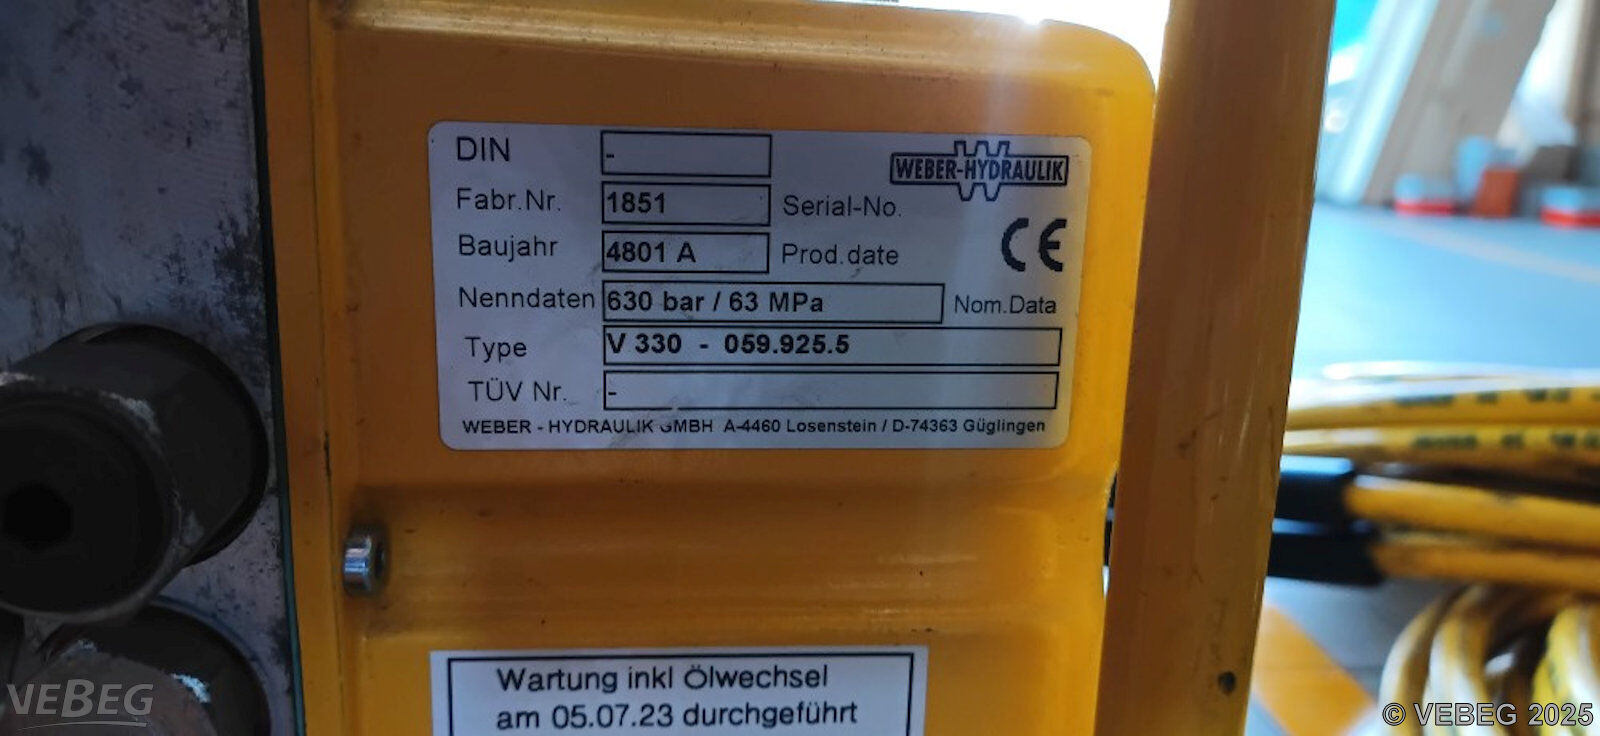 DIN -
WEBER-HYDRAULIK
Fabr.Nr. 1851 Serial-No.
CE
Baujahr 4801 A Prod.date
Nenndaten 630 bar / 63 MPa Nom.Data
Type V 330 - 059.925.5
TÜV Nr. -
WEBER - HYDRAULIK GMBH A-4460 Losenstein / D-74363 Güglingen
Wartung inkl Ölwechsel
am 05.07.23 durchgeführt
VEBEG
© VEBEG 2025